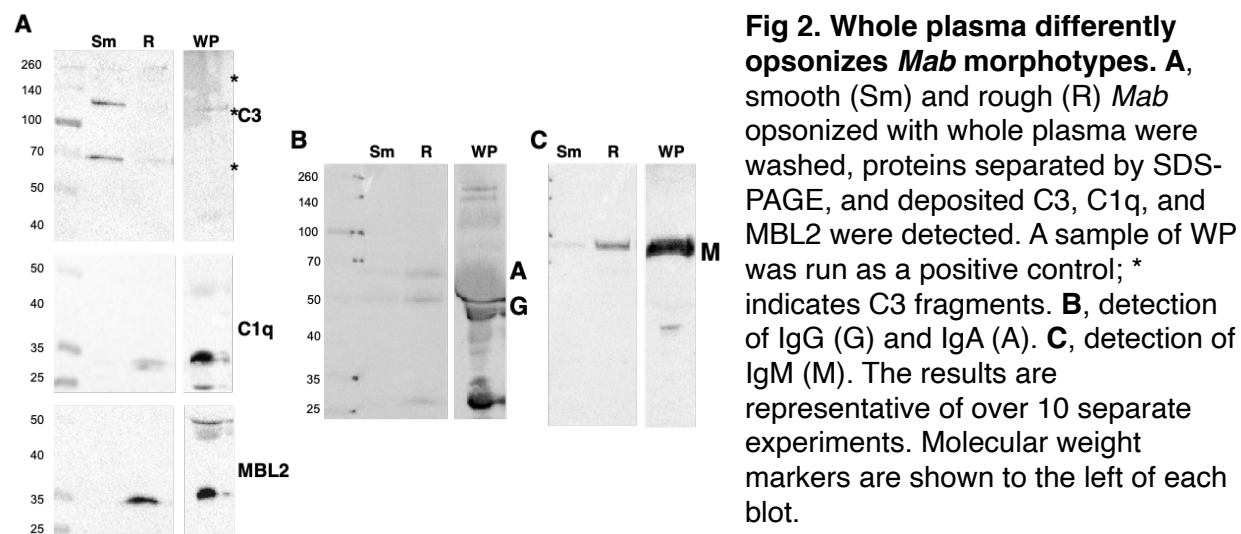 A
Sm R WP
260
140
100
70
50
40
* 
*C3
*
50
40
35
25
C1q
50
40
35
25
MBL2
B
Sm R WP
260
140
100
70
50
40
35
25
A
G
C
Sm R WP
M
Fig 2. Whole plasma differently
opsonizes Mab morphotypes. A,
smooth (Sm) and rough (R) Mab
opsonized with whole plasma were
washed, proteins separated by SDS-
PAGE, and deposited C3, C1q, and
MBL2 were detected. A sample of WP
was run as a positive control; *
indicates C3 fragments. B, detection
of IgG (G) and IgA (A). C, detection of
IgM (M). The results are
representative of over 10 separate
experiments. Molecular weight
markers are shown to the left of each
blot.